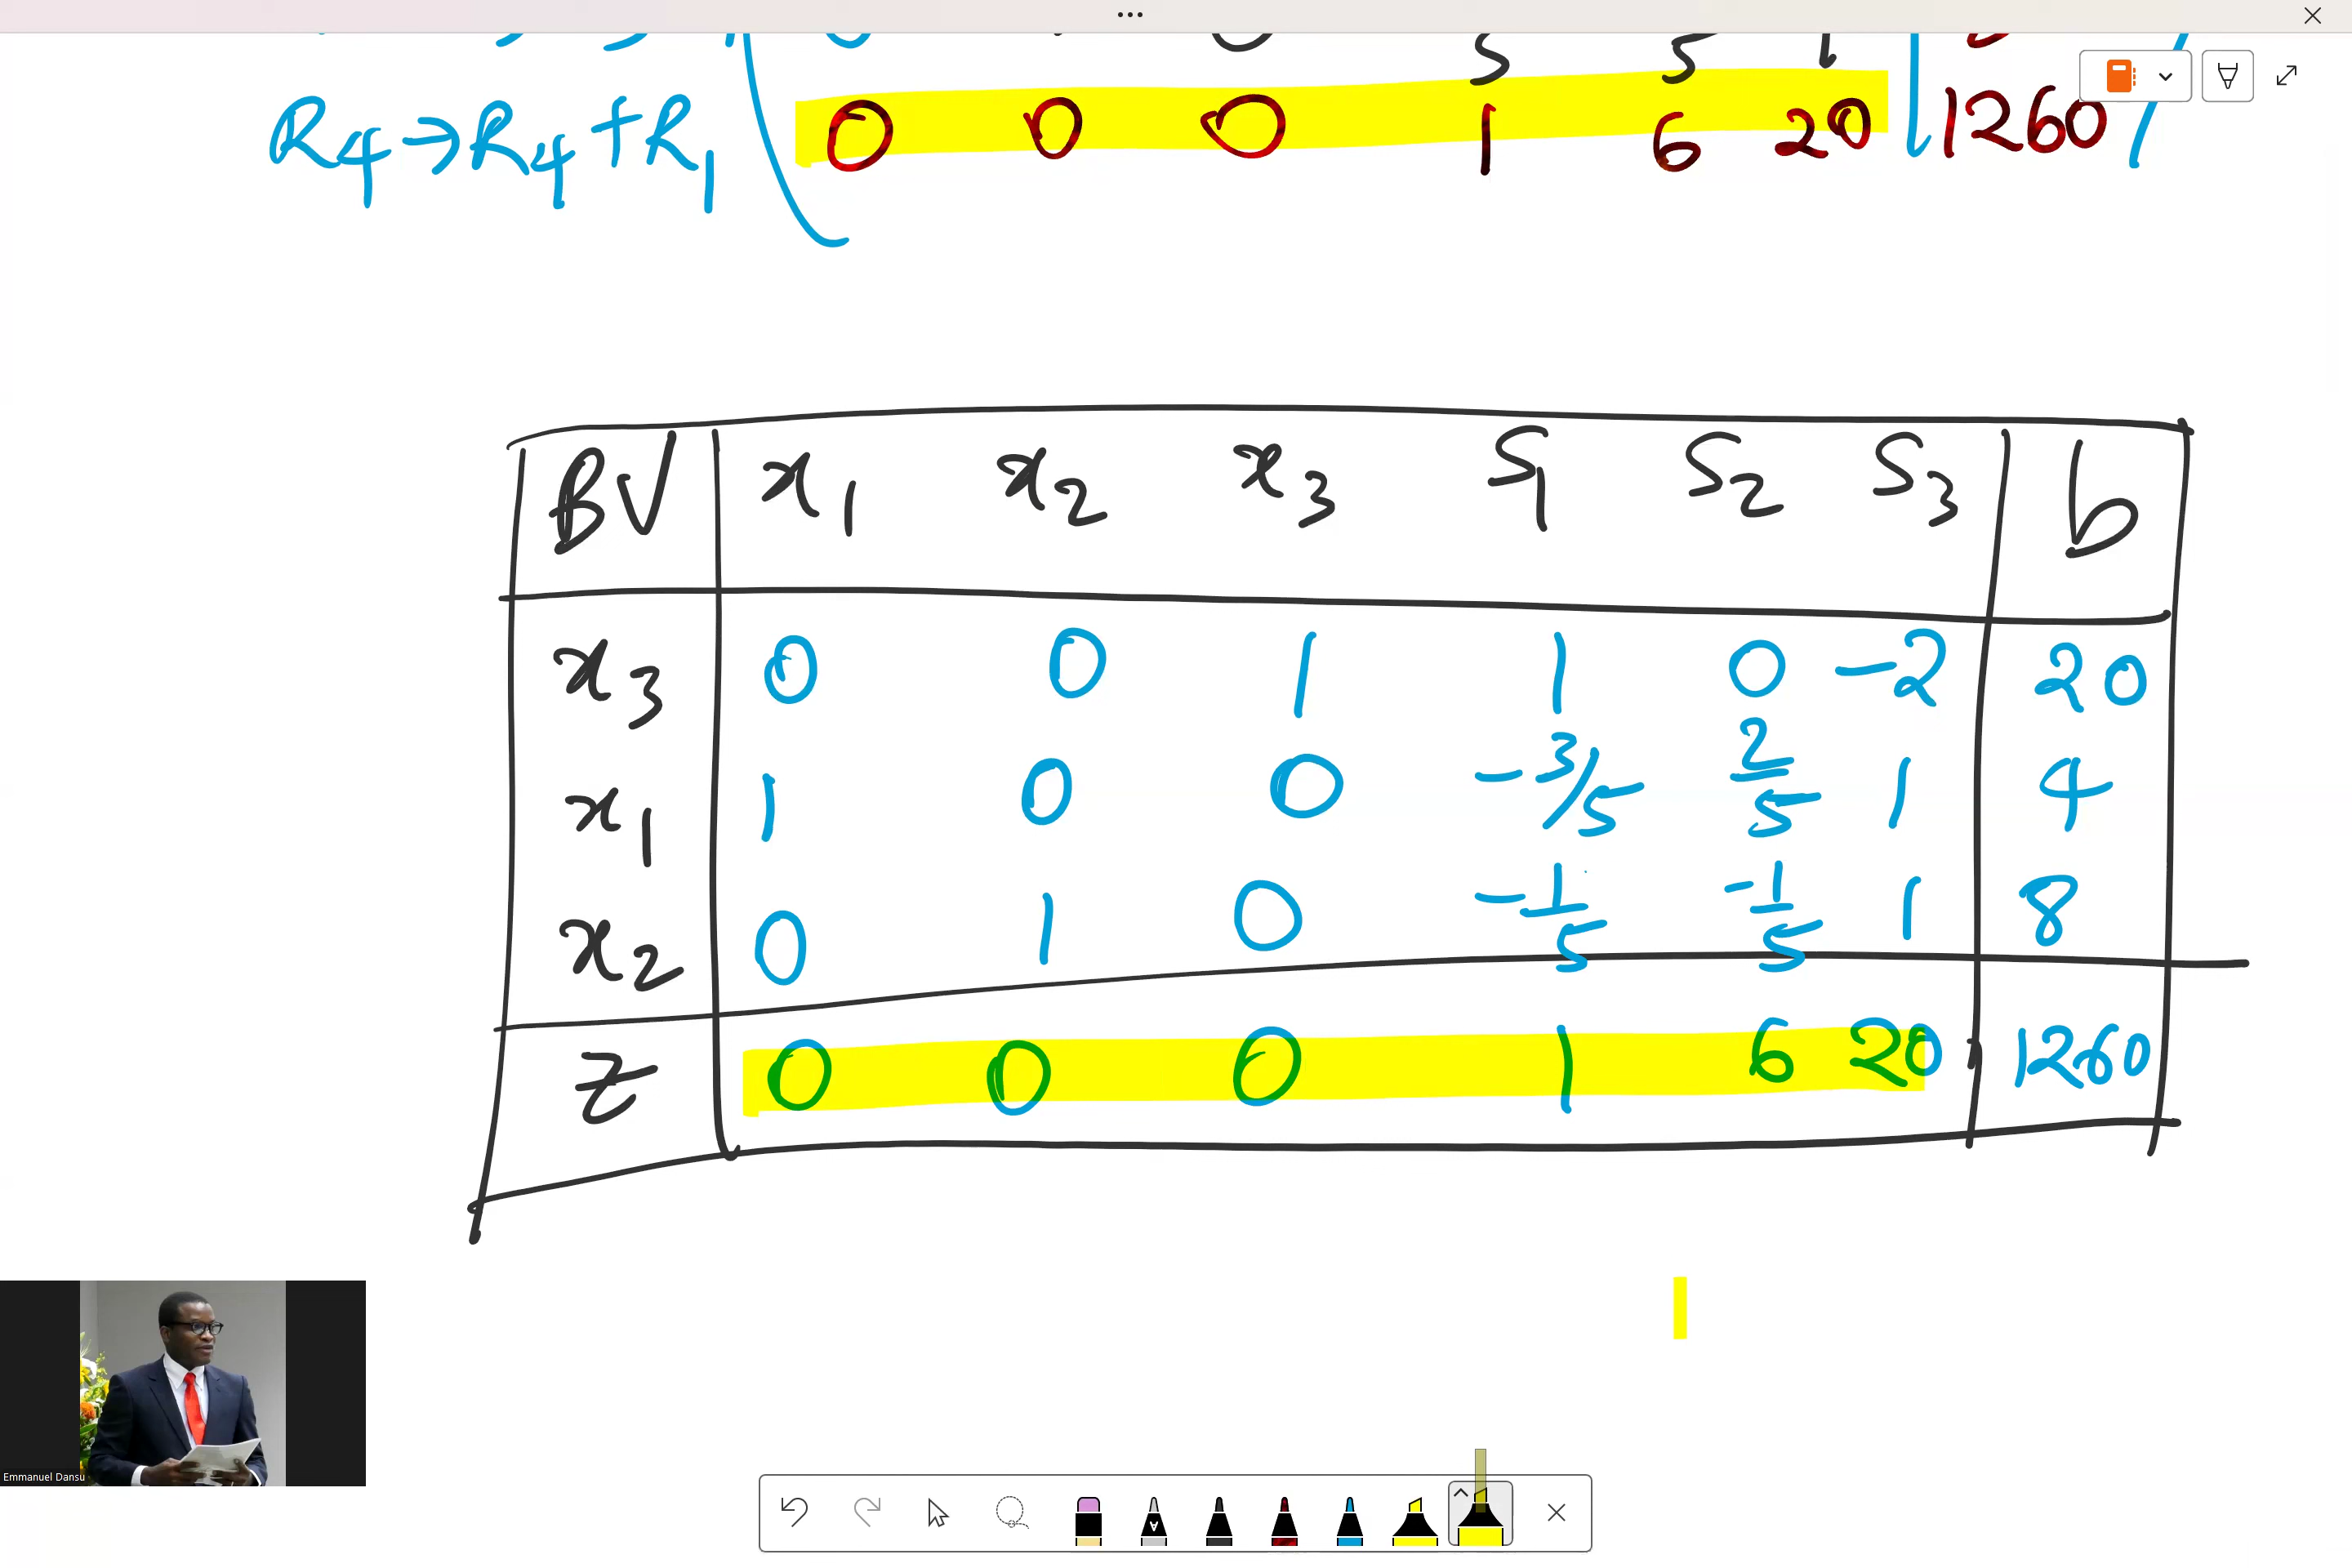 R4 → R4 + R1 0 0 0 1 6 20 | 1260
BV x1 x2 x3 S1 S2 S3 b
x3 0 0 1 1 0 -2 20
x1 1 0 0 -3/5 2/5 1 4
x2 0 1 0 -1/5 -1/5 1 8
Z 0 0 0 1 6 20 1260
Emmanuel Dansu